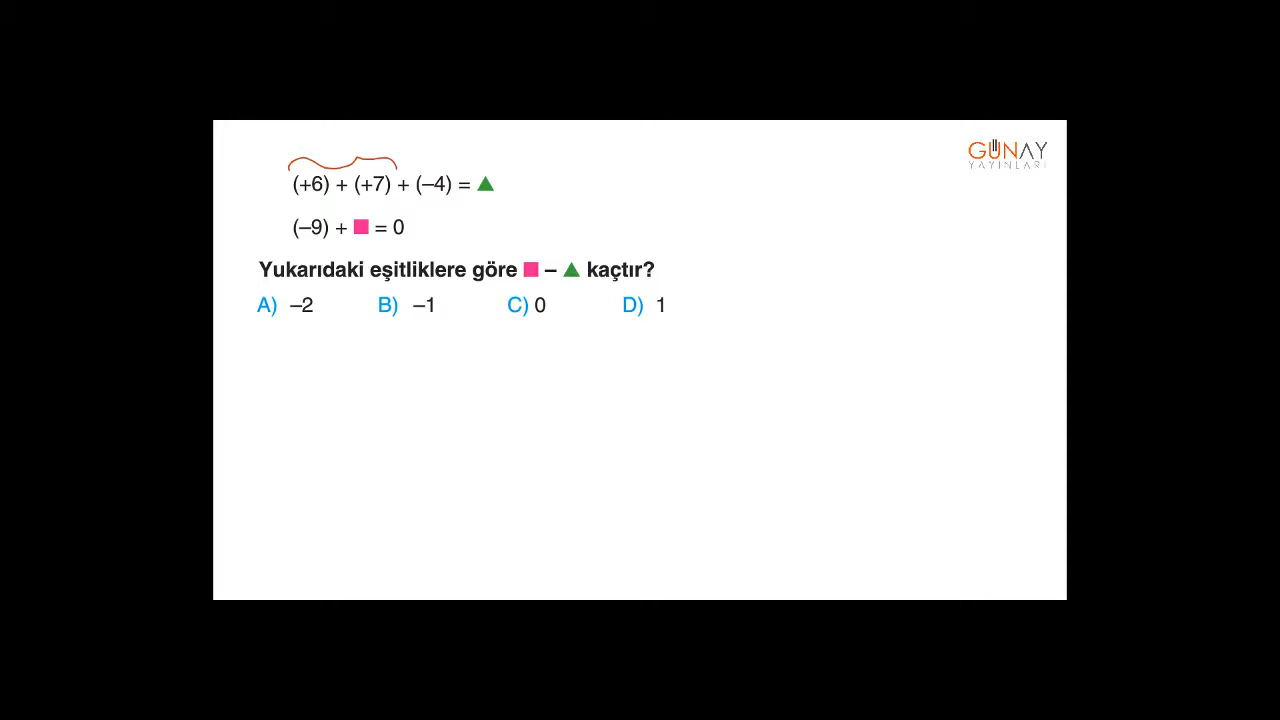 GÜNAY
YAYINLARI
(+6) + (+7) + (–4) = ▲
(–9) + ■ = 0
Yukarıdaki eşitliklere göre ■ – ▲ kaçtır?
A) –2 B) –1 C) 0 D) 1